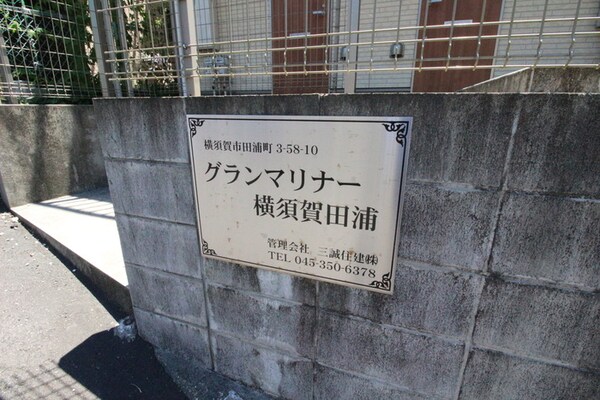 横須賀市田浦町 3-58-10
グランマリナー
横須賀田浦
管理会社 三誠住建㈱
TEL 045-350-6378